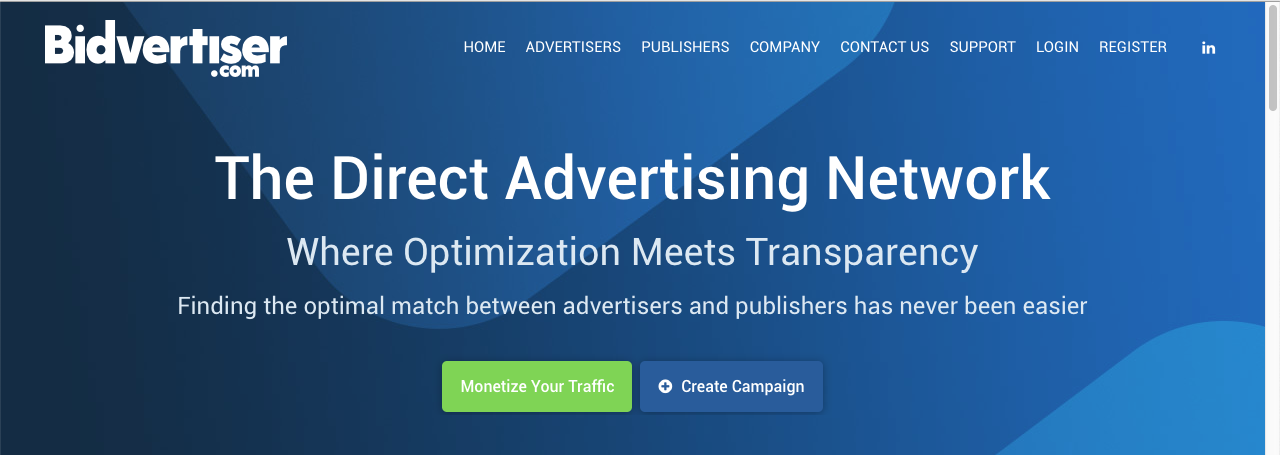 Bidvertiser
.com
HOME ADVERTISERS PUBLISHERS COMPANY CONTACT US SUPPORT LOGIN REGISTER in
The Direct Advertising Network
Where Optimization Meets Transparency
Finding the optimal match between advertisers and publishers has never been easier
Monetize Your Traffic Create Campaign